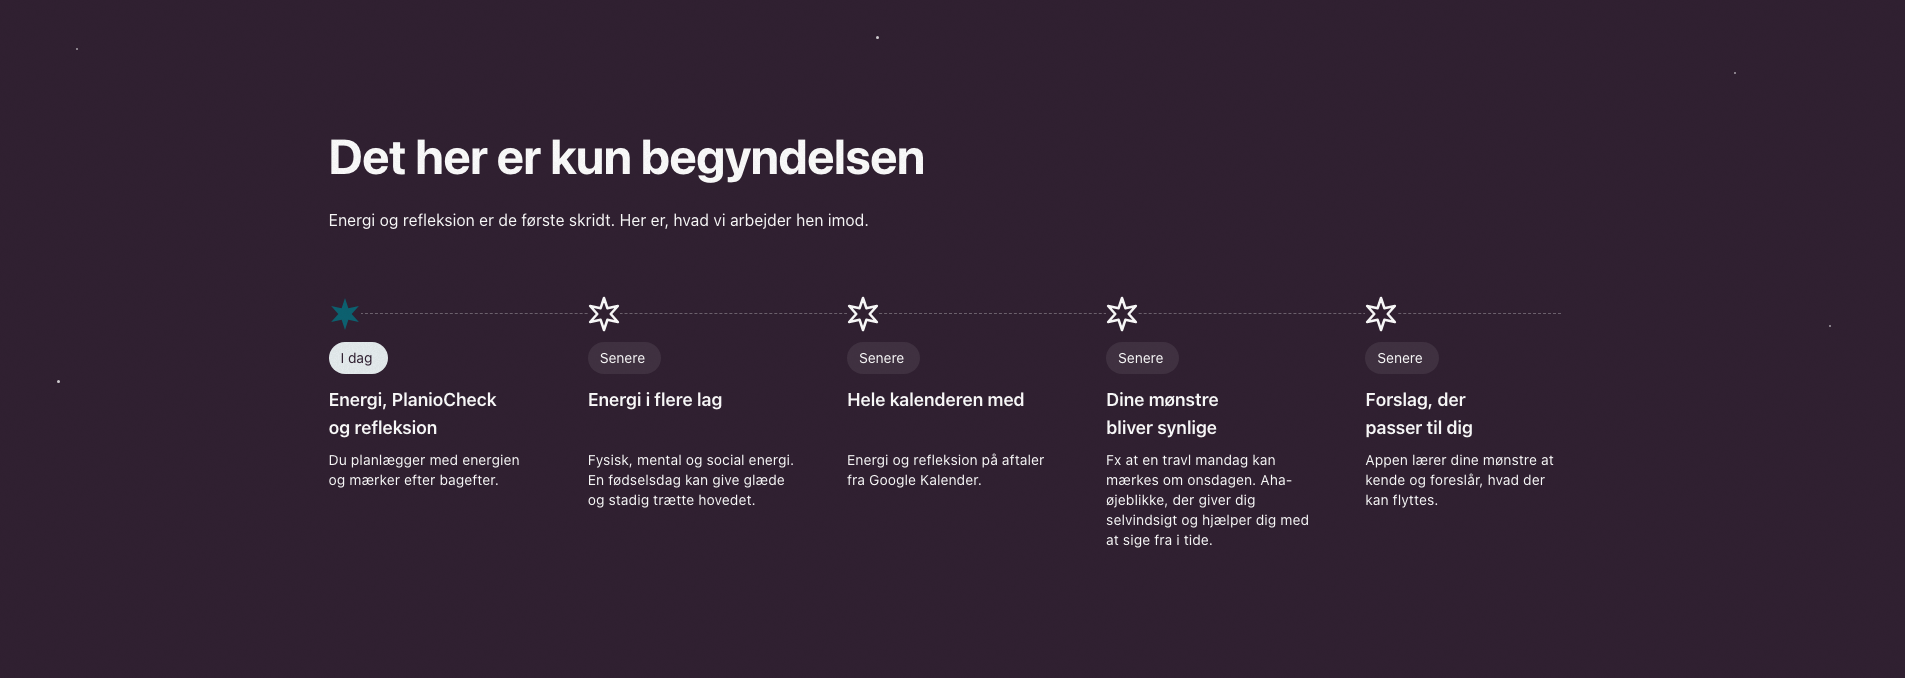 Det her er kun begyndelsen
Energi og refleksion er de første skridt. Her er, hvad vi arbejder hen imod.
I dag
Energi, PlanioCheck
og refleksion
Du planlægger med energien
og mærker efter bagefter.
Senere
Energi i flere lag
Fysisk, mental og social energi.
En fødselsdag kan give glæde
og stadig trætte hovedet.
Senere
Hele kalenderen med
Energi og refleksion på aftaler
fra Google Kalender.
Senere
Dine mønstre
bliver synlige
Fx at en travl mandag kan
mærkes om onsdagen. Aha-
øjeblikke, der giver dig
selvindsigt og hjælper dig med
at sige fra i tide.
Senere
Forslag, der
passer til dig
Appen lærer dine mønstre at
kende og foreslår, hvad der
kan flyttes.